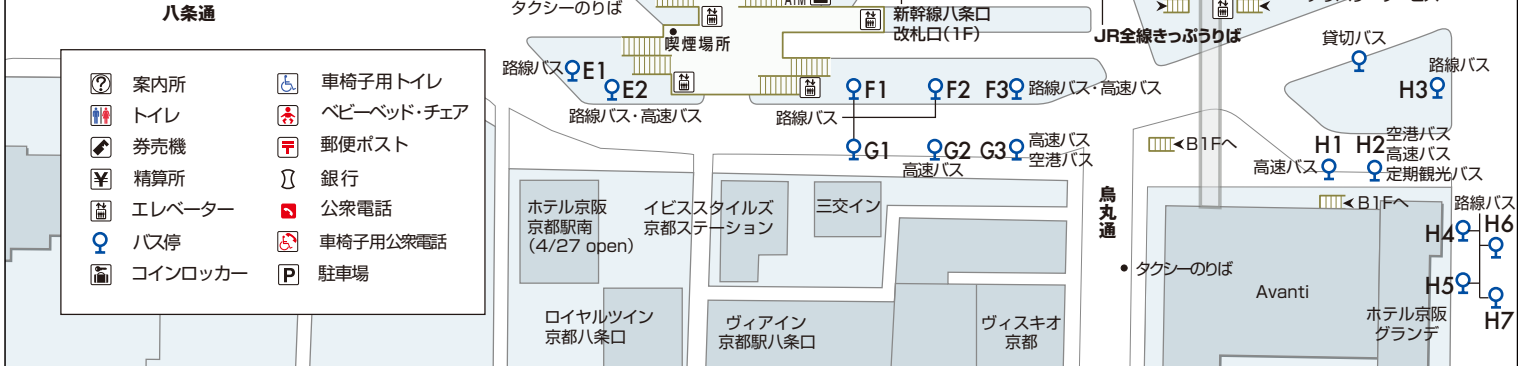 八条通
タクシーのりば
ATM
新幹線八条口
改札口(1F)
JR全線きっぷうりば
喫煙場所
貸切バス
路線バス
H3
路線バス
E1
E2
路線バス・高速バス
F1
F2
F3
路線バス・高速バス
路線バス
G1
G2
高速バス
G3
高速バス
空港バス
B1Fへ
H1
高速バス
H2
空港バス
高速バス
定期観光バス
B1Fへ
路線バス
H4
H6
H5
H7
案内所
トイレ
券売機
精算所
エレベーター
バス停
コインロッカー
車椅子用トイレ
ベビーベッド・チェア
郵便ポスト
銀行
公衆電話
車椅子用公衆電話
P 駐車場
ホテル京阪
京都駅南
(4/27 open)
イビススタイルズ
京都ステーション
三交イン
烏丸通
タクシーのりば
Avanti
ホテル京阪
グランデ
ロイヤルツイン
京都八条口
ヴィアイン
京都駅八条口
ヴィスキオ
京都